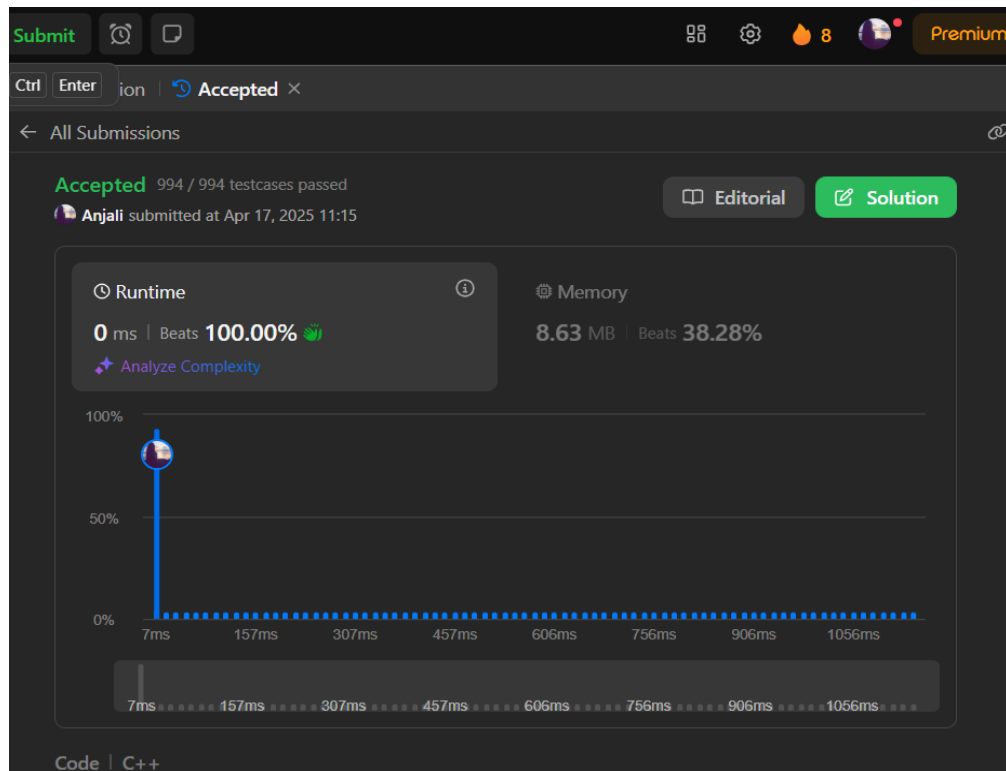 Submit 8 Premium
Ctrl Enter ion Accepted
All Submissions
Accepted 994 / 994 testcases passed
Anjali submitted at Apr 17, 2025 11:15
Editorial Solution
Runtime Memory
0 ms | Beats 100.00% 8.63 MB | Beats 38.28%
Analyze Complexity
100%
50%
0%
7ms 157ms 307ms 457ms 606ms 756ms 906ms 1056ms
7ms 157ms 307ms 457ms 606ms 756ms 906ms 1056ms
Code | C++